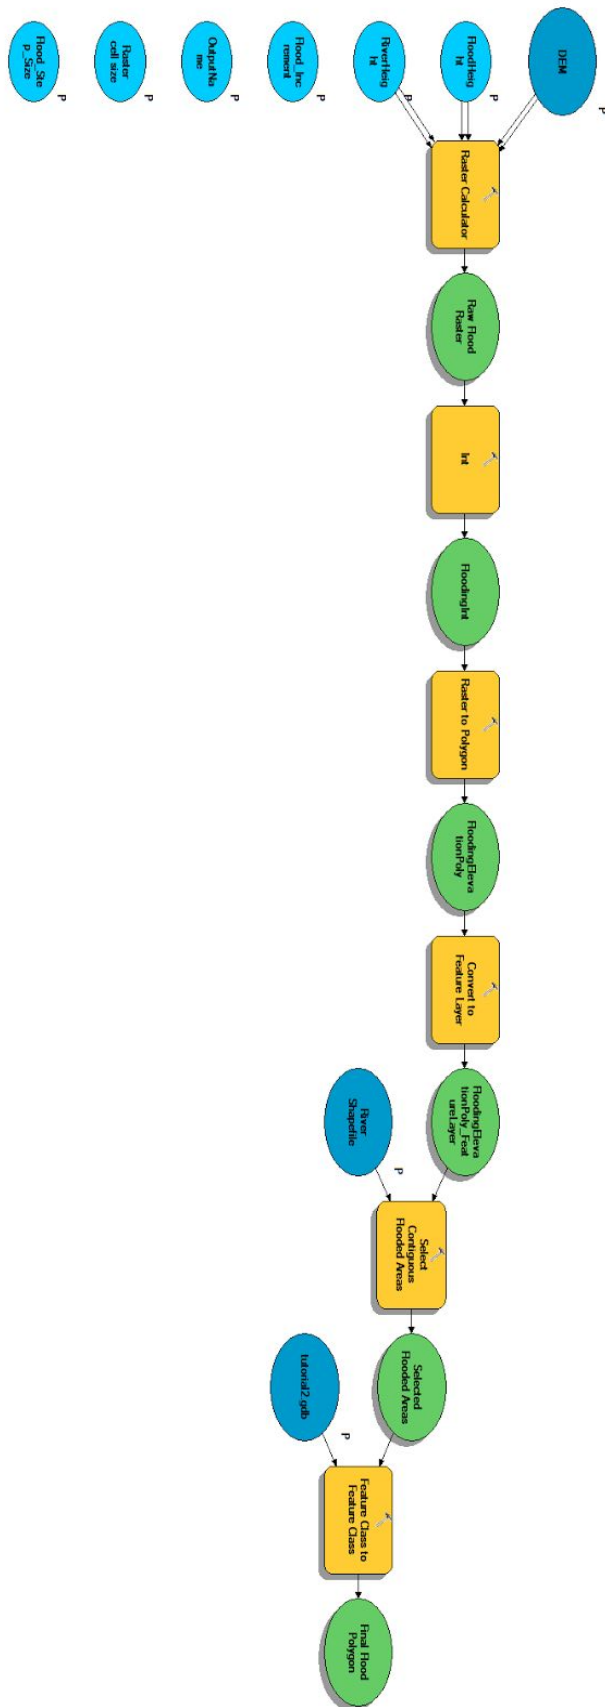 DEM
P
FloodHeig
ht
P
RiverHeig
ht
P
Flood_Inc
rement
P
OutputNa
me
P
Raster
cell size
P
Flood_Ste
p_Size
P
Raster Calculator
Raw Flood
Raster
Int
FloodingInt
Raster to Polygon
FloodingEleva
tionPoly
Convert to
Feature Layer
FloodingEleva
tionPoly_Feat
ureLayer
River
Shapefile
P
Select
Contiguous
Flooded Areas
Selected
Flooded Areas
tutorial2.gdb
P
Feature Class to
Feature Class
Final Flood
Polygon